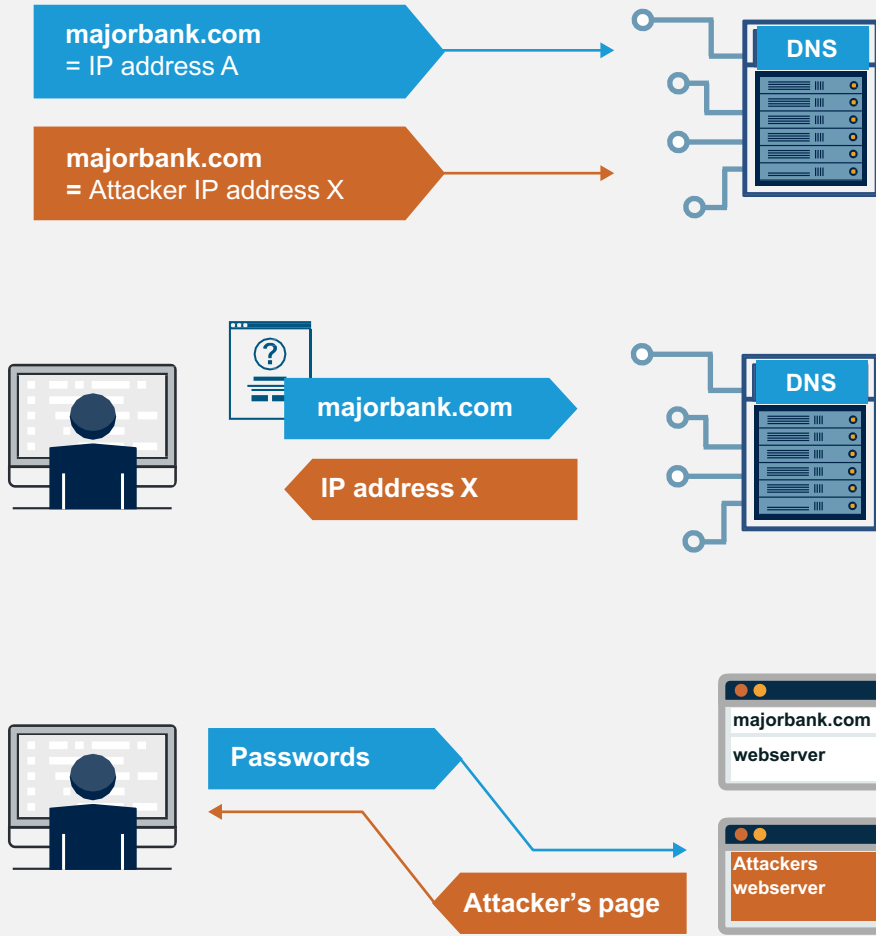 majorbank.com
= IP address A
DNS
majorbank.com
= Attacker IP address X
?
DNS
majorbank.com
IP address X
majorbank.com
webserver
Passwords
Attackers
webserver
Attacker's page